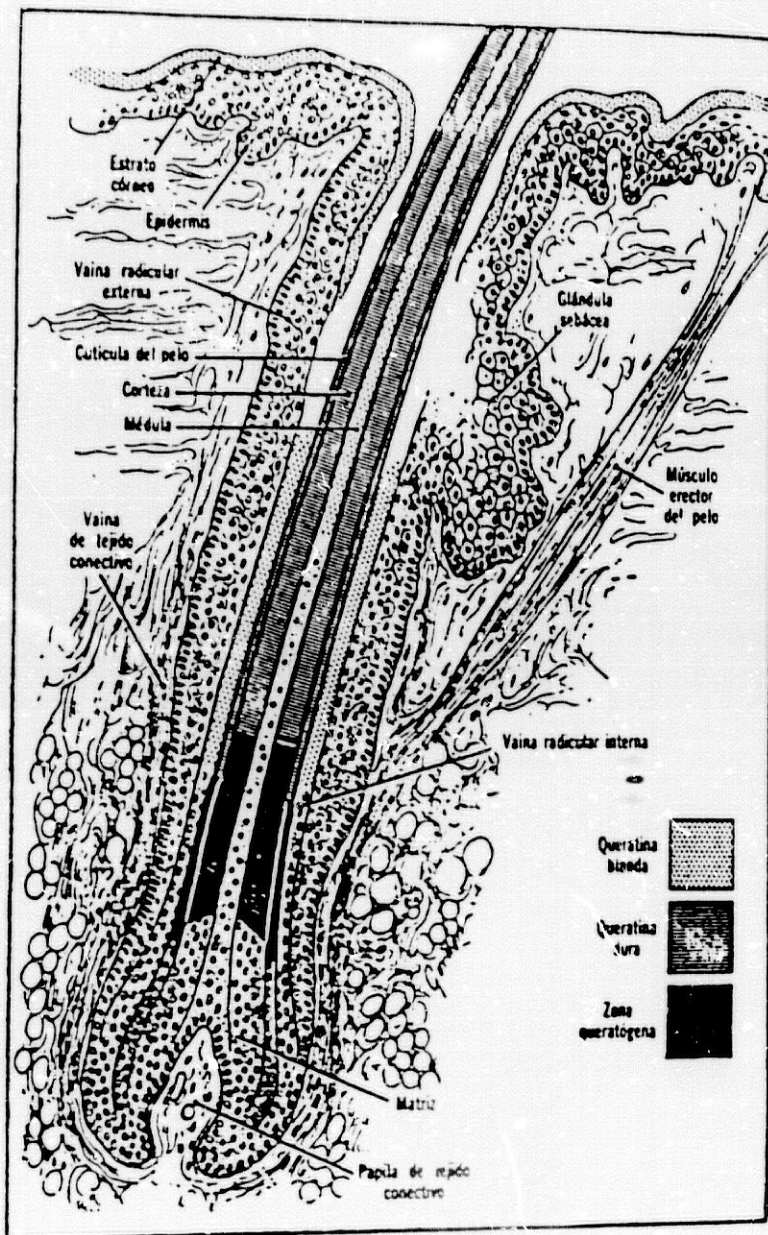 Estrato
córneo
Epidermis
Vaina radicular
externa
Cutícula del pelo
Corteza
Médula
Vaina
de tejido
conectivo
Glándula
sebácea
Músculo
erector
del pelo
Vaina radicular interna
Queratina
blanda
Queratina
dura
Zona
queratógena
Matriz
Papila de tejido
conectivo